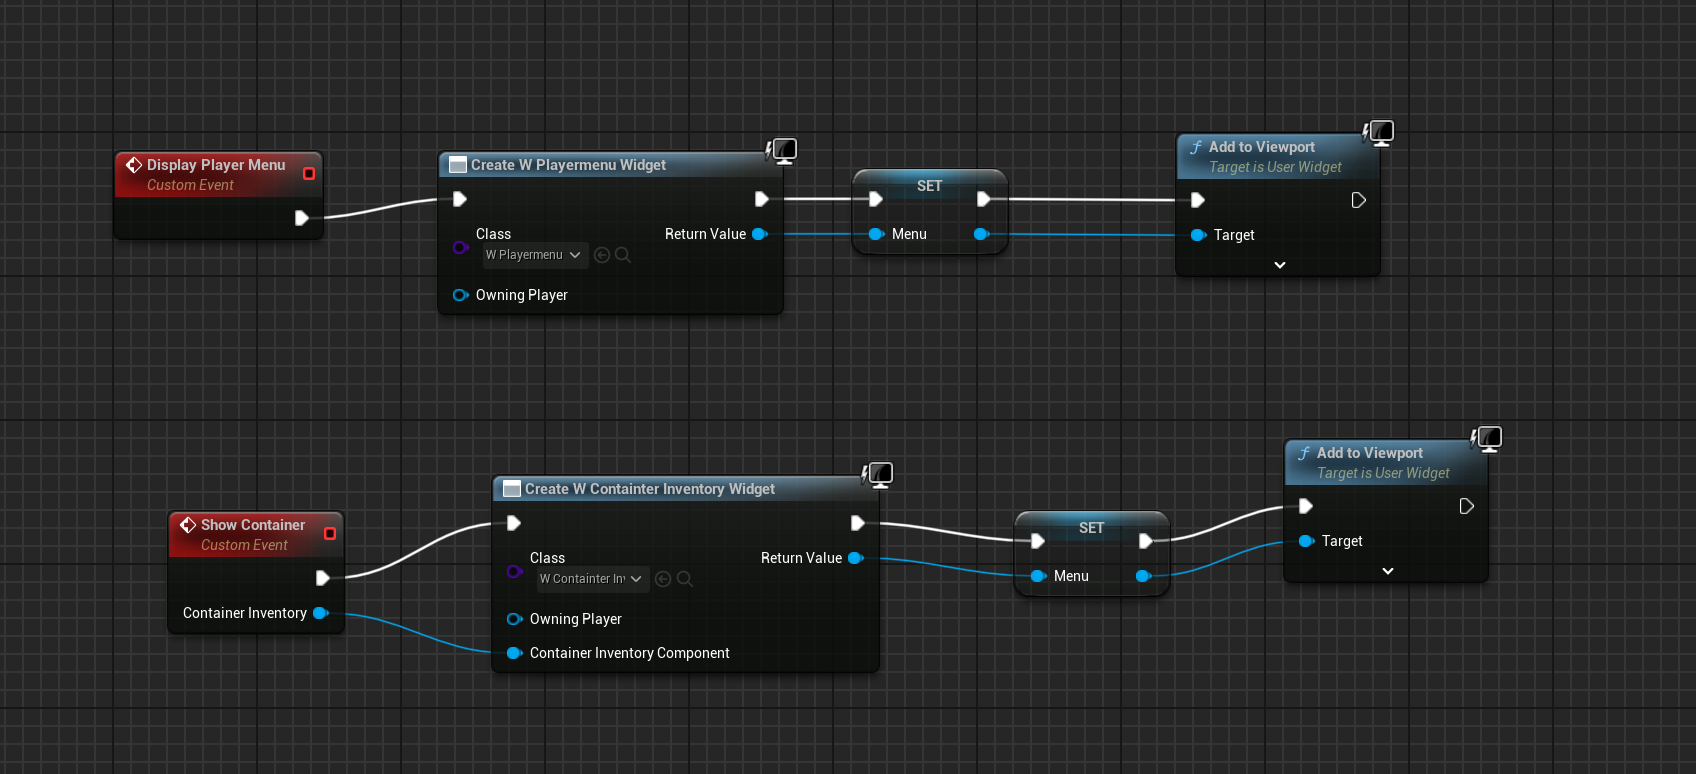 Display Player Menu
Custom Event
Create W Playermenu Widget
Class
W Playermenu
Return Value
Owning Player
SET
Menu
Add to Viewport
Target is User Widget
Target
Show Container
Custom Event
Container Inventory
Create W Containter Inventory Widget
Class
W Containter In
Return Value
Owning Player
Container Inventory Component
SET
Menu
Add to Viewport
Target is User Widget
Target